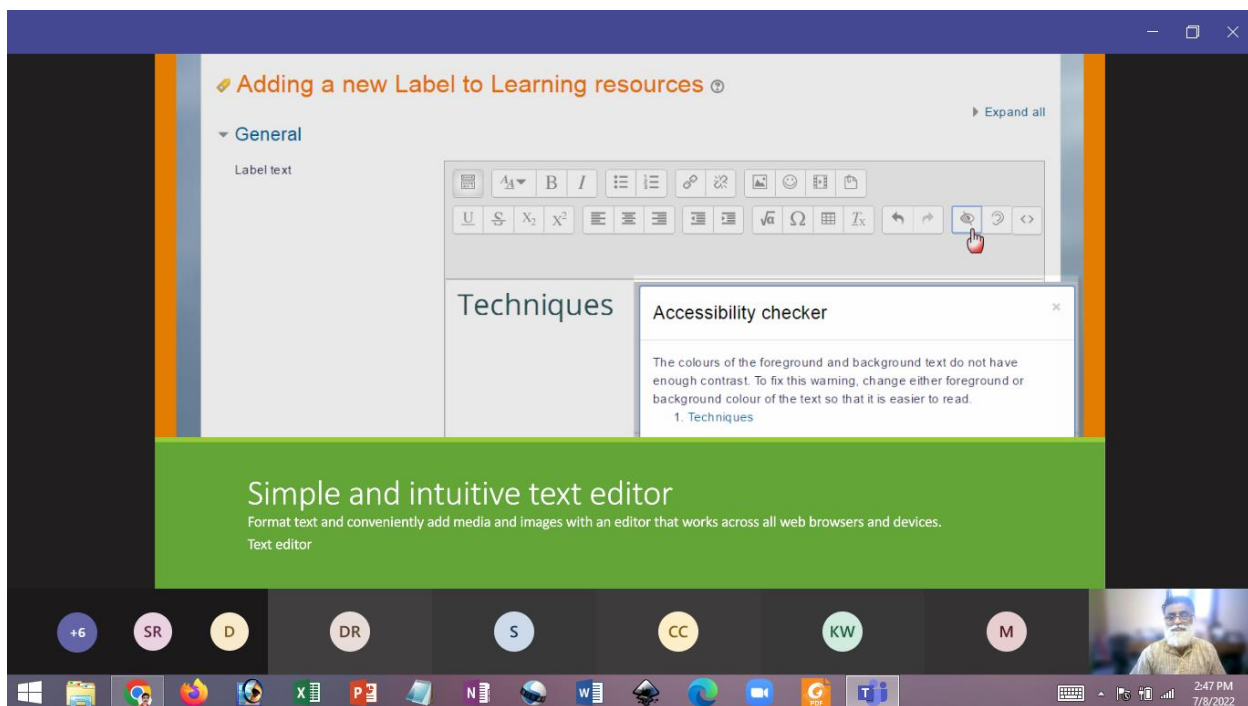 Adding a new Label to Learning resources
Expand all
General
Label text
B I
U S X₂ X²
√α Ω Tx
Techniques
Accessibility checker
The colours of the foreground and background text do not have
enough contrast. To fix this warning, change either foreground or
background colour of the text so that it is easier to read.
1. Techniques
Simple and intuitive text editor
Format text and conveniently add media and images with an editor that works across all web browsers and devices.
Text editor
+6 SR D DR S CC KW M
2:47 PM
7/8/2022